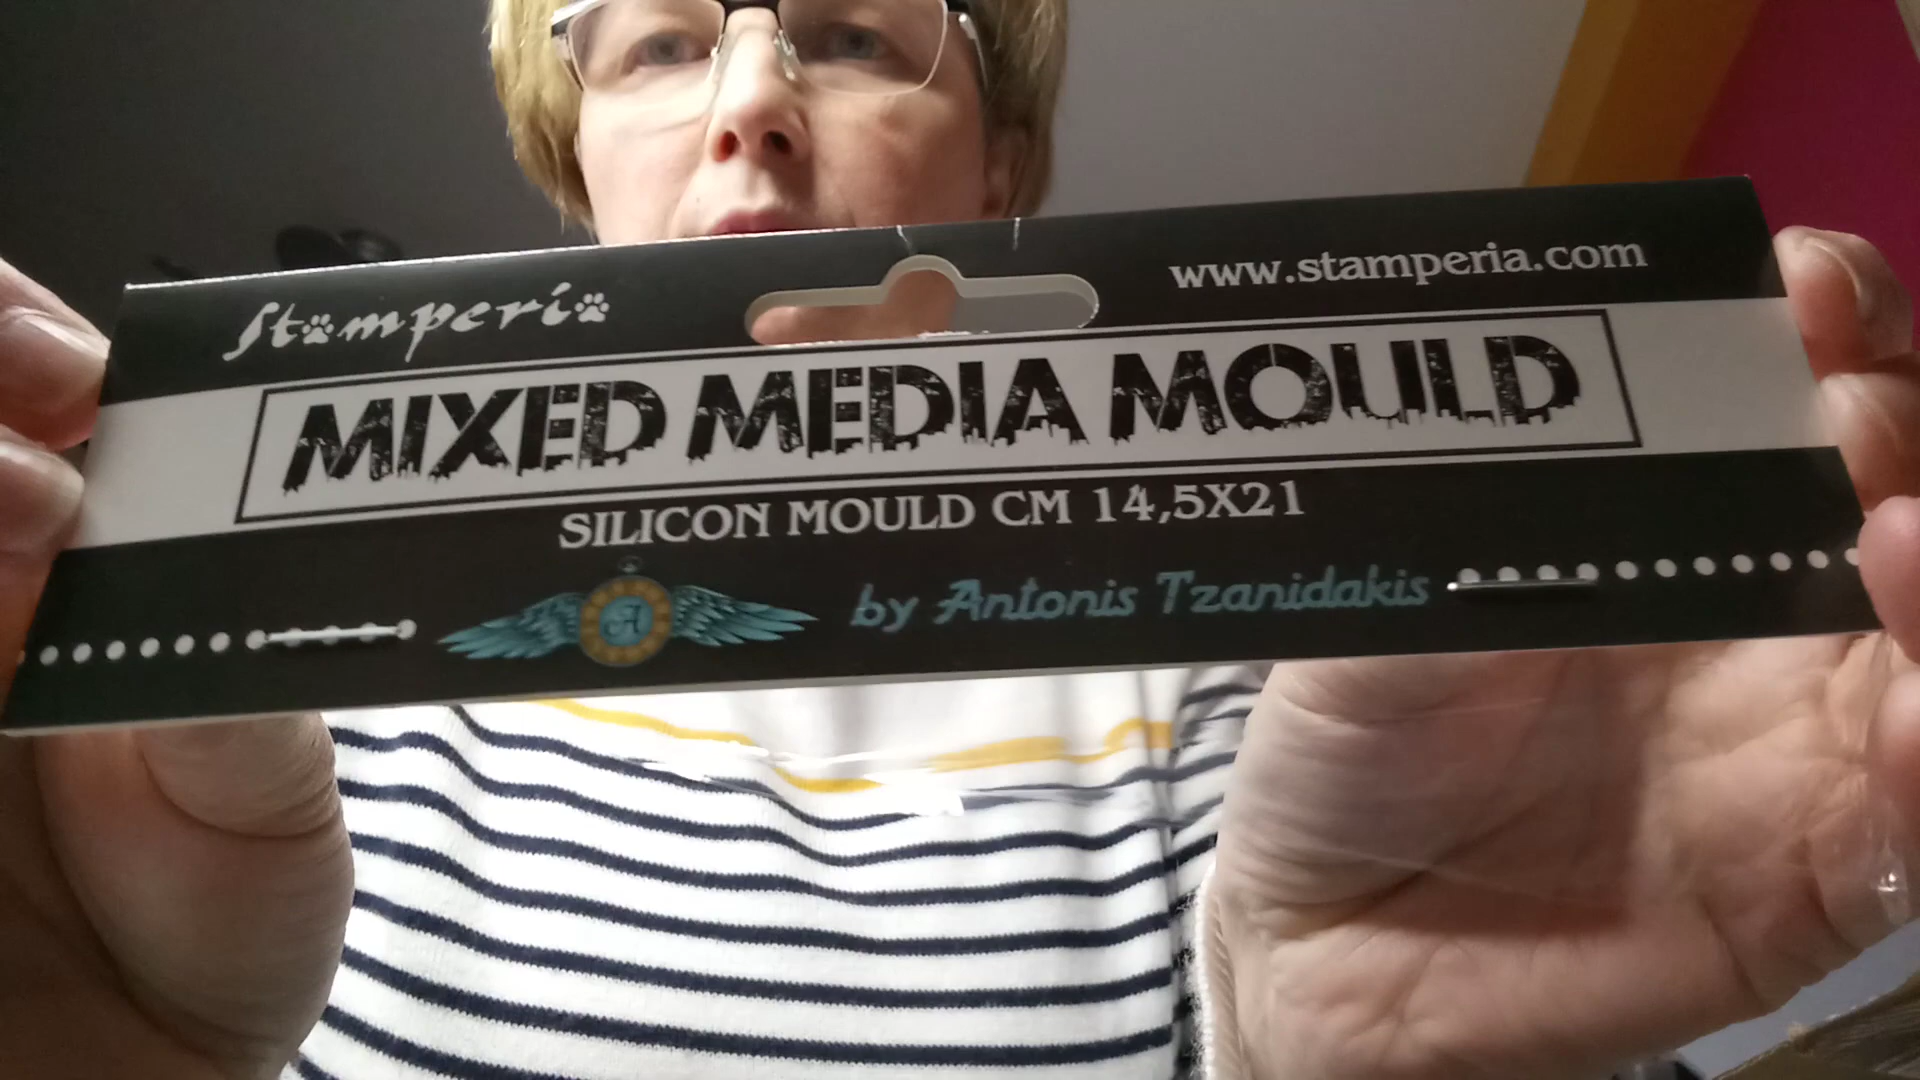 Stamperia
www.stamperia.com
MIXED MEDIA MOULD
SILICON MOULD CM 14,5X21
A
by Antonis Tzanidakis